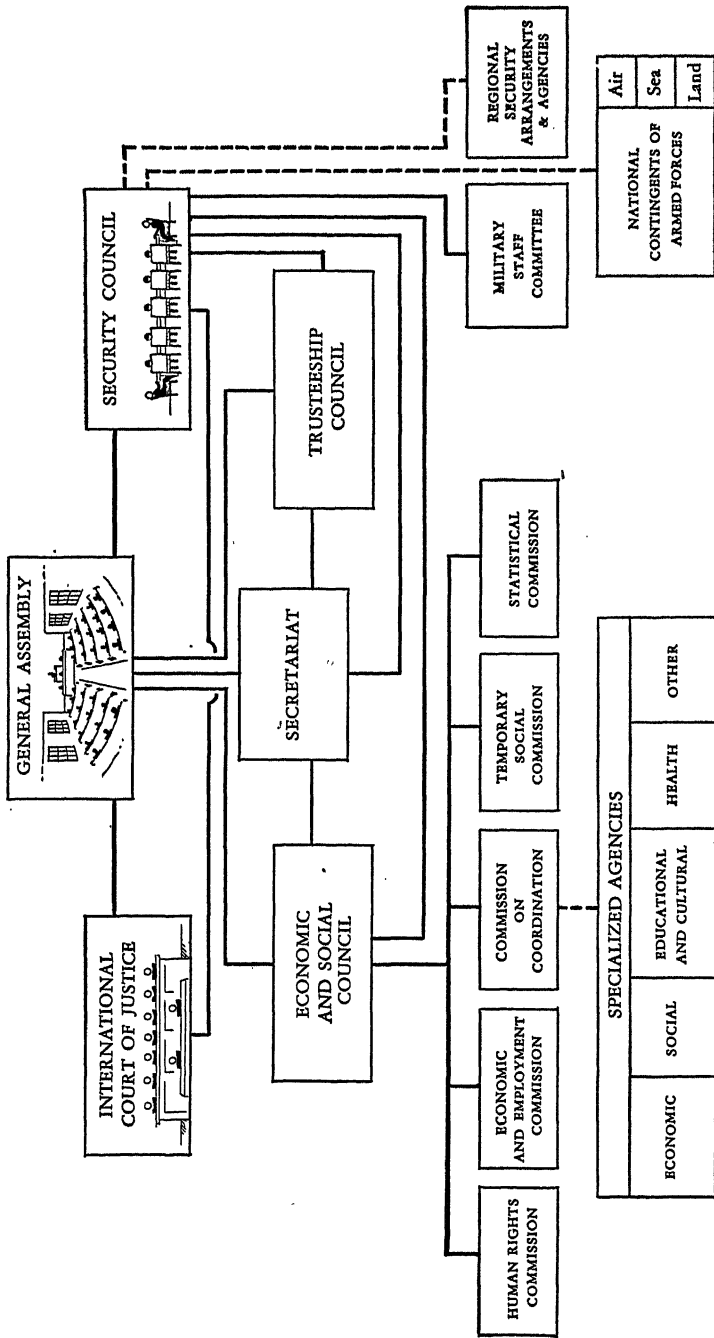 GENERAL ASSEMBLY
INTERNATIONAL
COURT OF JUSTICE
SECURITY COUNCIL
ECONOMIC
AND SOCIAL
COUNCIL
SECRETARIAT
TRUSTEESHIP
COUNCIL
HUMAN RIGHTS
COMMISSION
ECONOMIC
AND EMPLOYMENT
COMMISSION
COMMISSION
ON
COORDINATION
TEMPORARY
SOCIAL
COMMISSION
STATISTICAL
COMMISSION
MILITARY
STAFF
COMMITTEE
REGIONAL
SECURITY
ARRANGEMENTS
& AGENCIES
SPECIALIZED AGENCIES
ECONOMIC
SOCIAL
EDUCATIONAL
AND CULTURAL
HEALTH
OTHER
NATIONAL
CONTINGENTS OF
ARMED FORCES
Air
Sea
Land